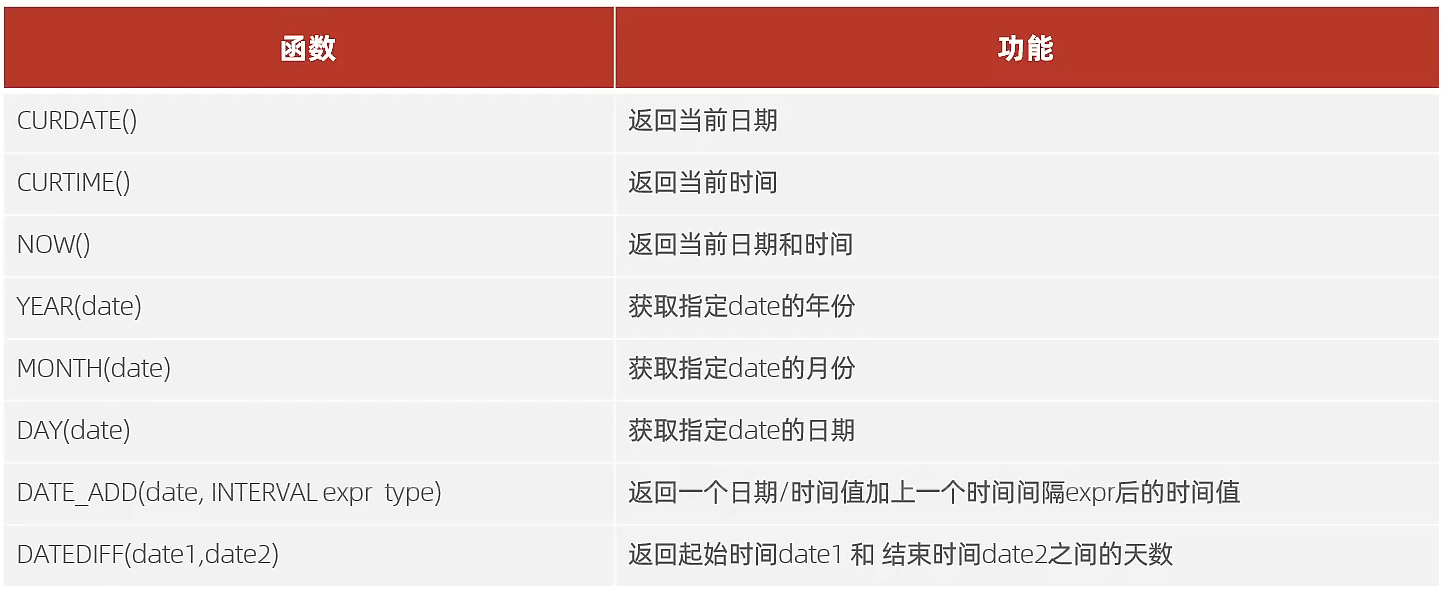 函数 功能
CURDATE() 返回当前日期
CURTIME() 返回当前时间
NOW() 返回当前日期和时间
YEAR(date) 获取指定date的年份
MONTH(date) 获取指定date的月份
DAY(date) 获取指定date的日期
DATE_ADD(date, INTERVAL expr type) 返回一个日期/时间值加上一个时间间隔expr后的时间值
DATEDIFF(date1,date2) 返回起始时间date1 和 结束时间date2之间的天数